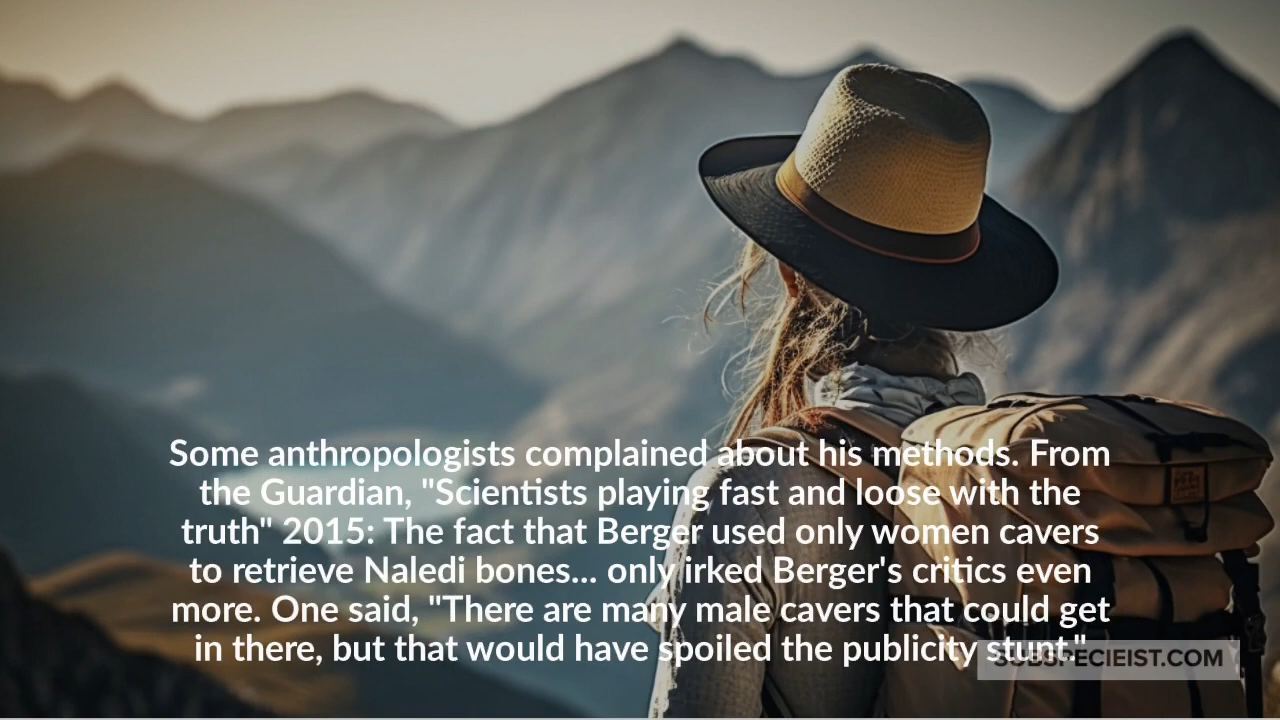 Some anthropologists complained about his methods. From
the Guardian, "Scientists playing fast and loose with the
truth" 2015: The fact that Berger used only women cavers
to retrieve Naledi bones... only irked Berger's critics even
more. One said, "There are many male cavers that could get
in there, but that would have spoiled the publicity stunt."
SUBSPECIEIST.COM